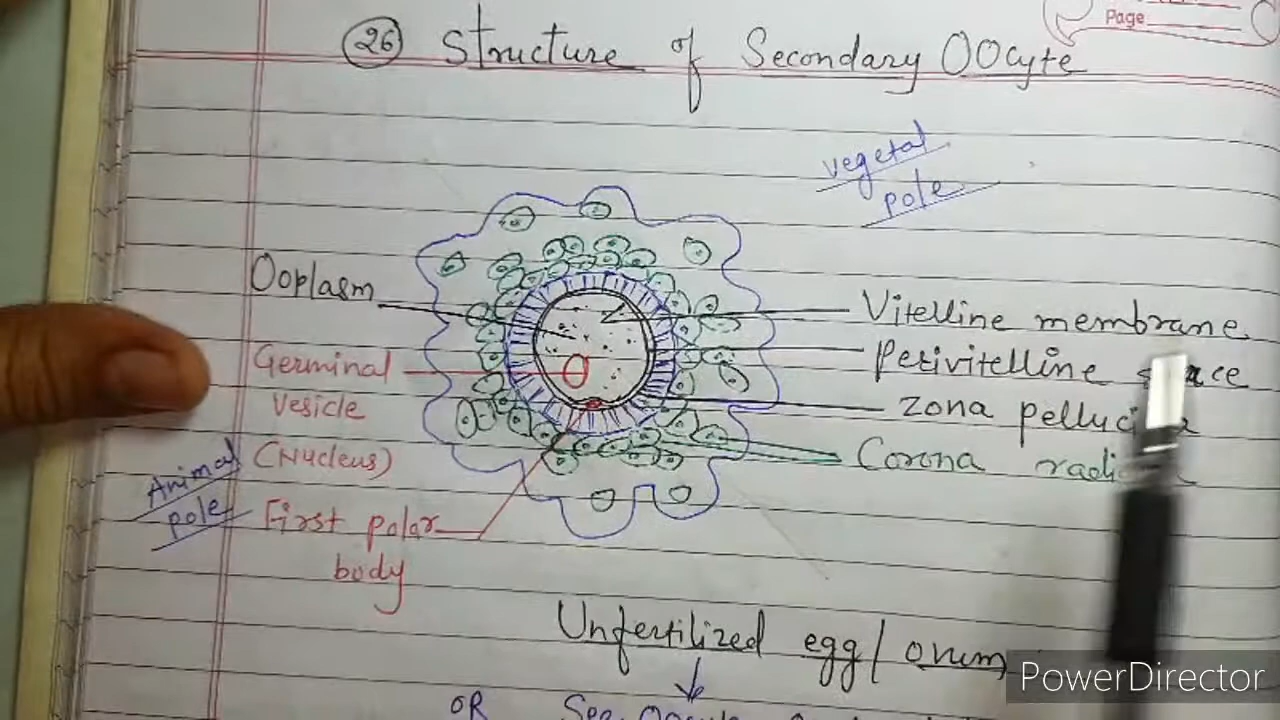 Page
26 Structure of Secondary OOcyte
vegetal
pole
Ooplasm
Vitelline membrane
Germinal
Perivitelline
Vesicle
zona
(Nucleus)
Corona
Animal
pole
First polar
body
Unfertilized egg/ovum
OR
PowerDirector